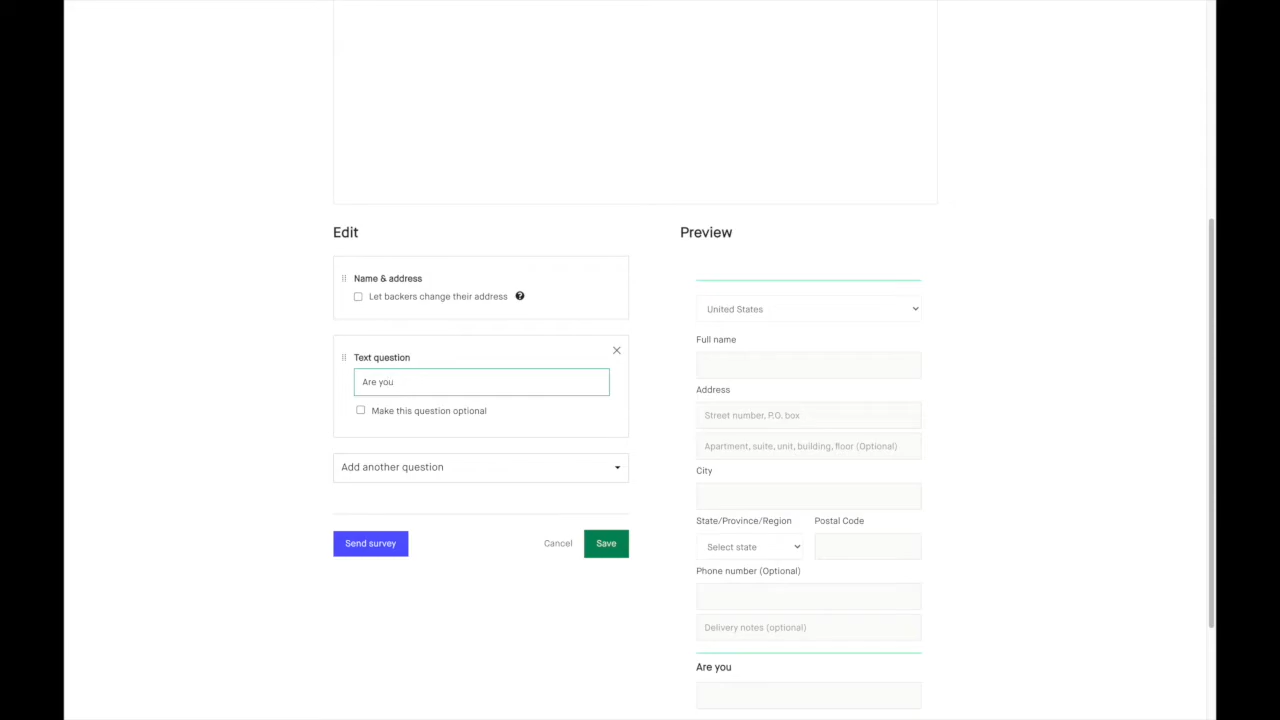 Edit
Name & address
Let backers change their address ?
Text question
Are you
Make this question optional
Add another question
Send survey
Cancel
Save
Preview
United States
Full name
Address
Street number, P.O. box
Apartment, suite, unit, building, floor (Optional)
City
State/Province/Region Postal Code
Select state
Phone number (Optional)
Delivery notes (optional)
Are you